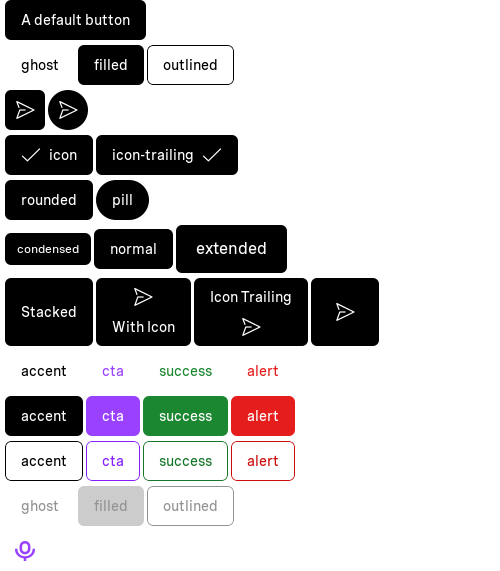 A default button
ghost filled outlined
icon icon-trailing
rounded pill
condensed normal extended
Stacked With Icon Icon Trailing
accent cta success alert
accent cta success alert
accent cta success alert
ghost filled outlined